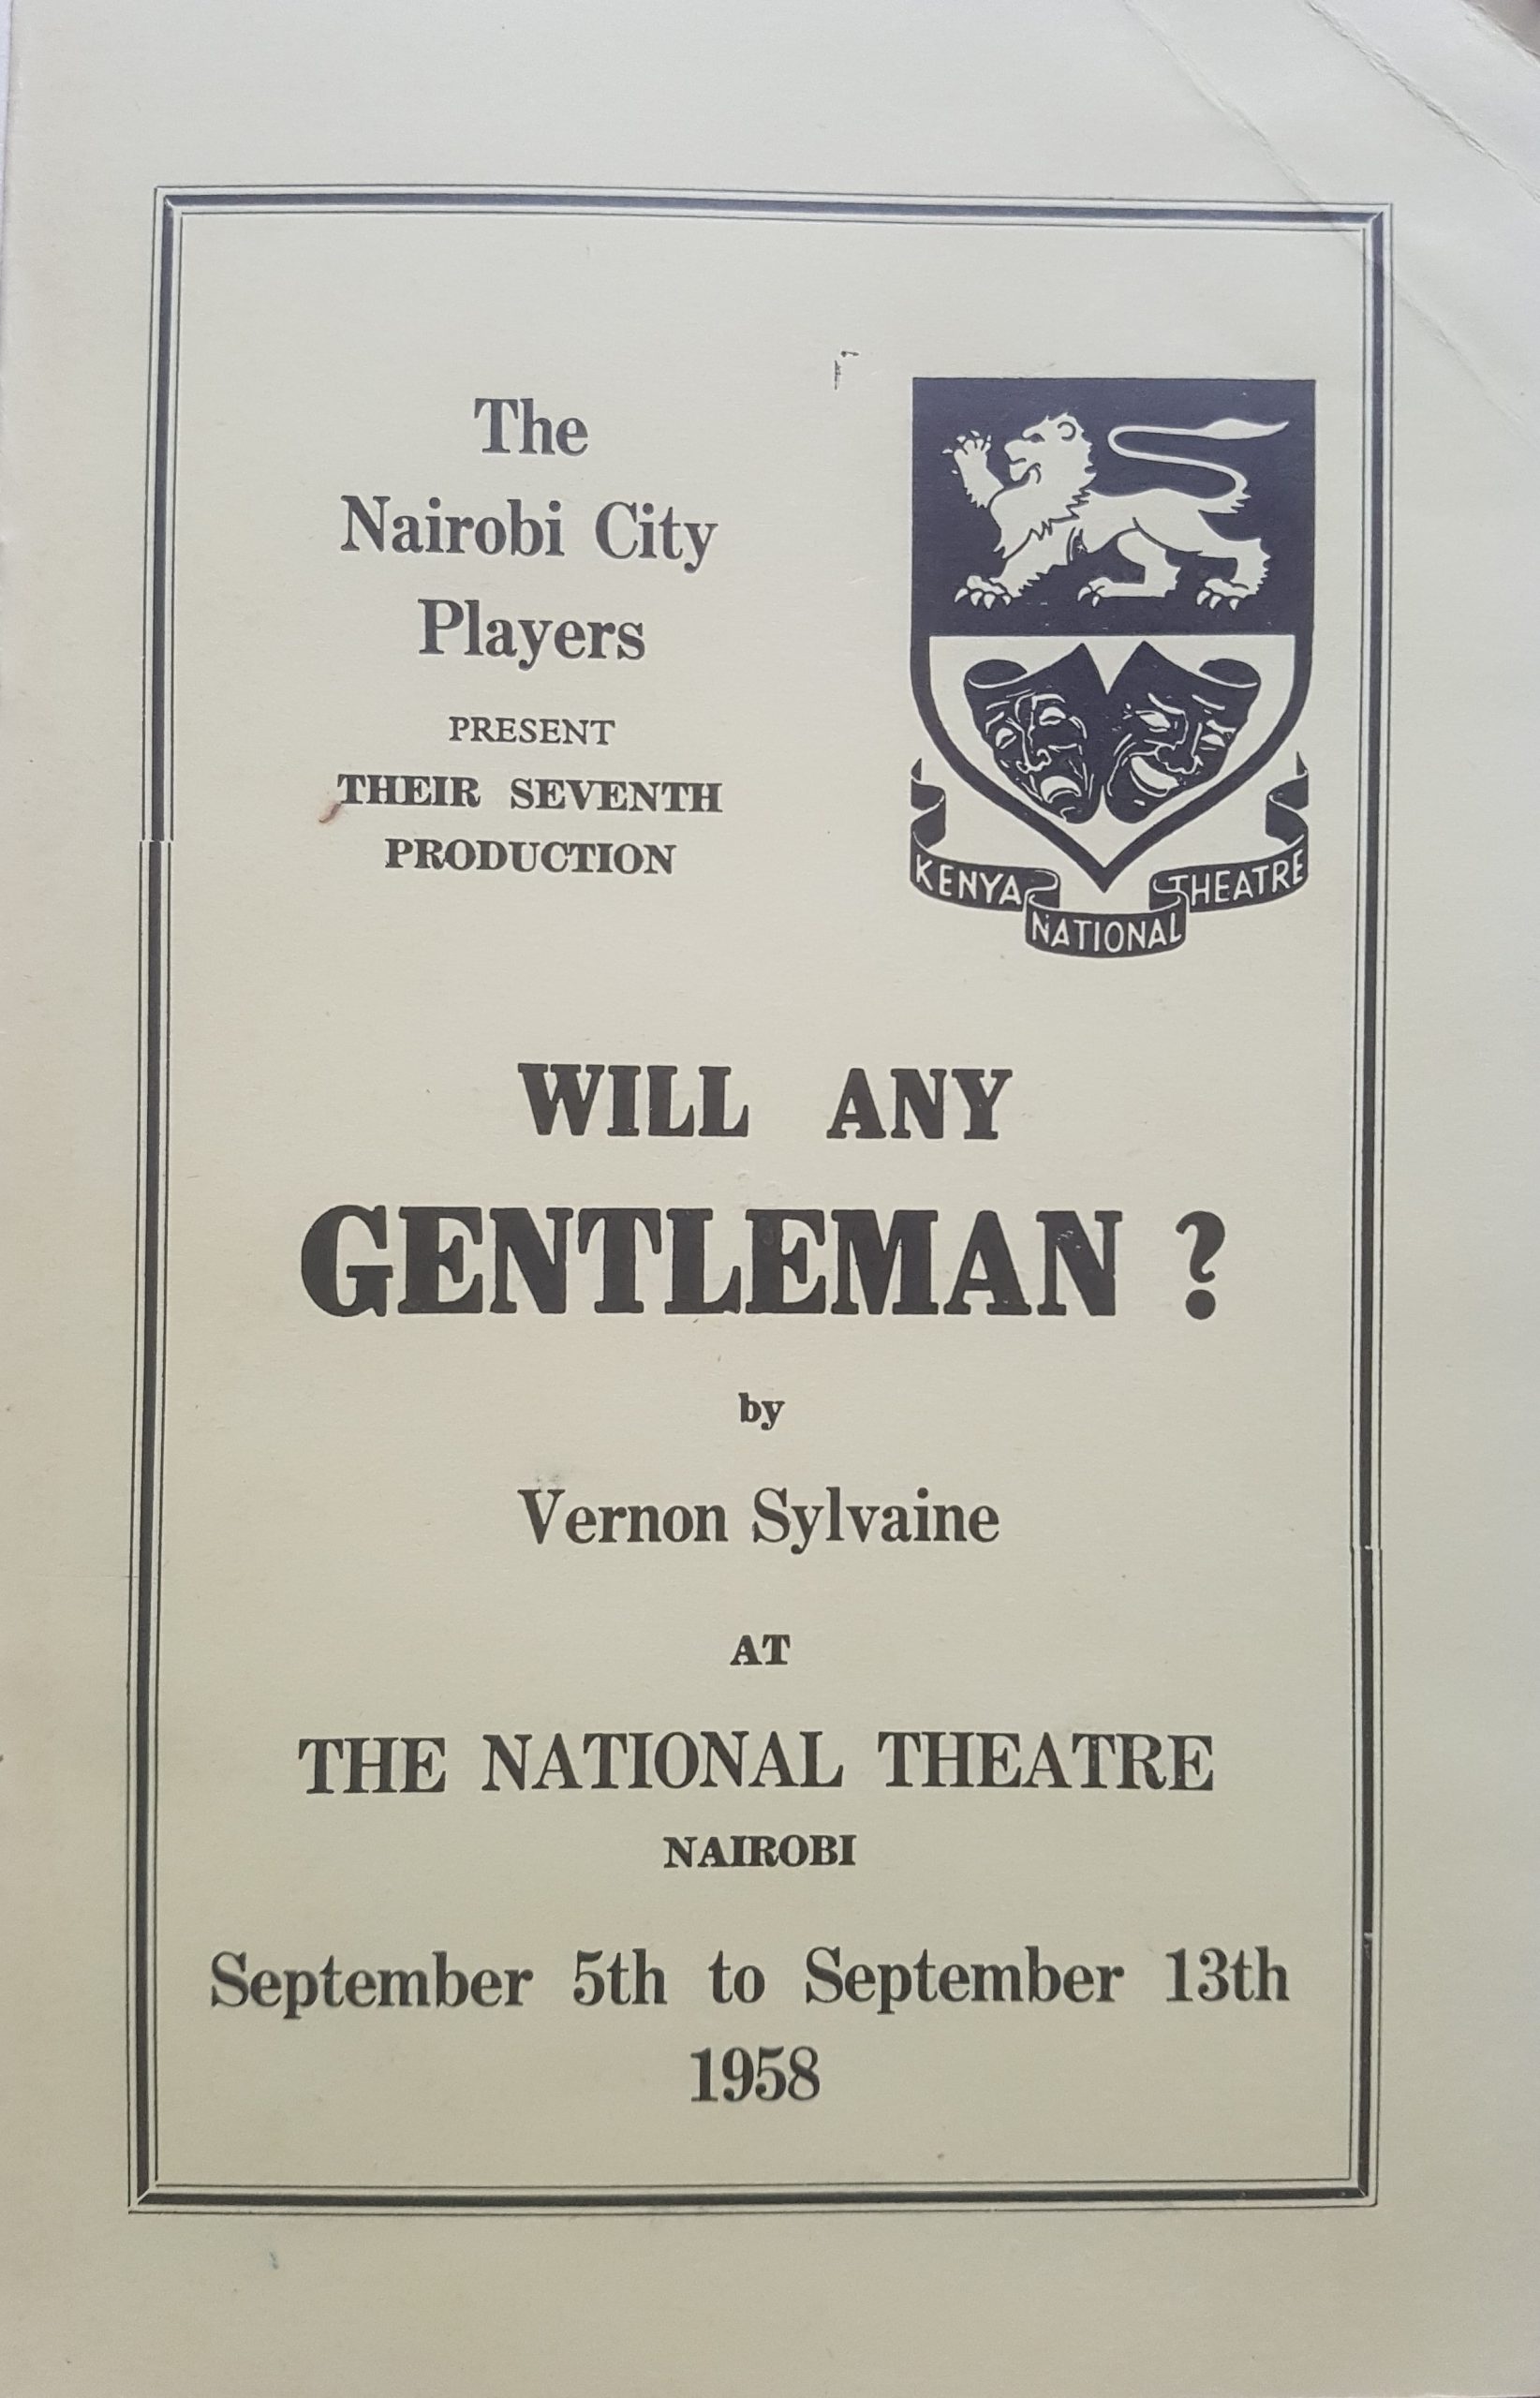 The
Nairobi City
Players
PRESENT
THEIR SEVENTH
PRODUCTION
KENYA NATIONAL THEATRE
WILL ANY
GENTLEMAN ?
by
Vernon Sylvaine
AT
THE NATIONAL THEATRE
NAIROBI
September 5th to September 13th
1958